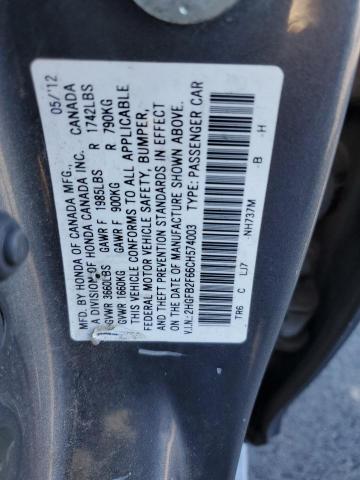 MFD. BY HONDA OF CANADA MFG. 05/12
A DIVISION OF HONDA CANADA INC. CANADA
GVWR 3660LBS GAWR F 1985LBS R 1742LBS
GVWR 1660KG GAWR F 900KG R 790KG
THIS VEHICLE CONFORMS TO ALL APPLICABLE
FEDERAL MOTOR VEHICLE SAFETY, BUMPER,
AND THEFT PREVENTION STANDARDS IN EFFECT
ON THE DATE OF MANUFACTURE SHOWN ABOVE.
V.I.N.: 2HGFB2F66CH574003 TYPE: PASSENGER CAR
NH737M -B -H
TR6 C L17